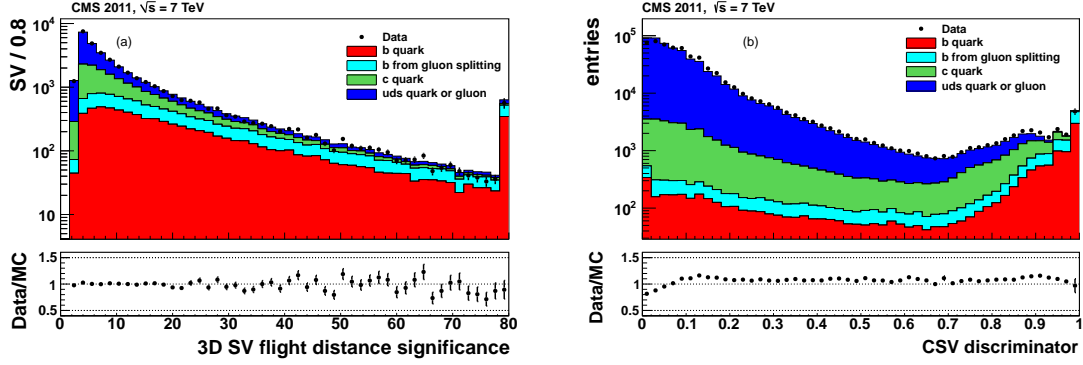 CMS 2011, √s = 7 TeV
SV / 0.8
10⁴
10³
10²
10
(a)
Data
b quark
b from gluon splitting
c quark
uds quark or gluon
Data/MC
1.5
1
0.5
0 10 20 30 40 50 60 70 80
3D SV flight distance significance
CMS 2011, √s = 7 TeV
entries
10⁵
10⁴
10³
10²
(b)
Data
b quark
b from gluon splitting
c quark
uds quark or gluon
Data/MC
1.5
1
0.5
0 0.1 0.2 0.3 0.4 0.5 0.6 0.7 0.8 0.9 1
CSV discriminator